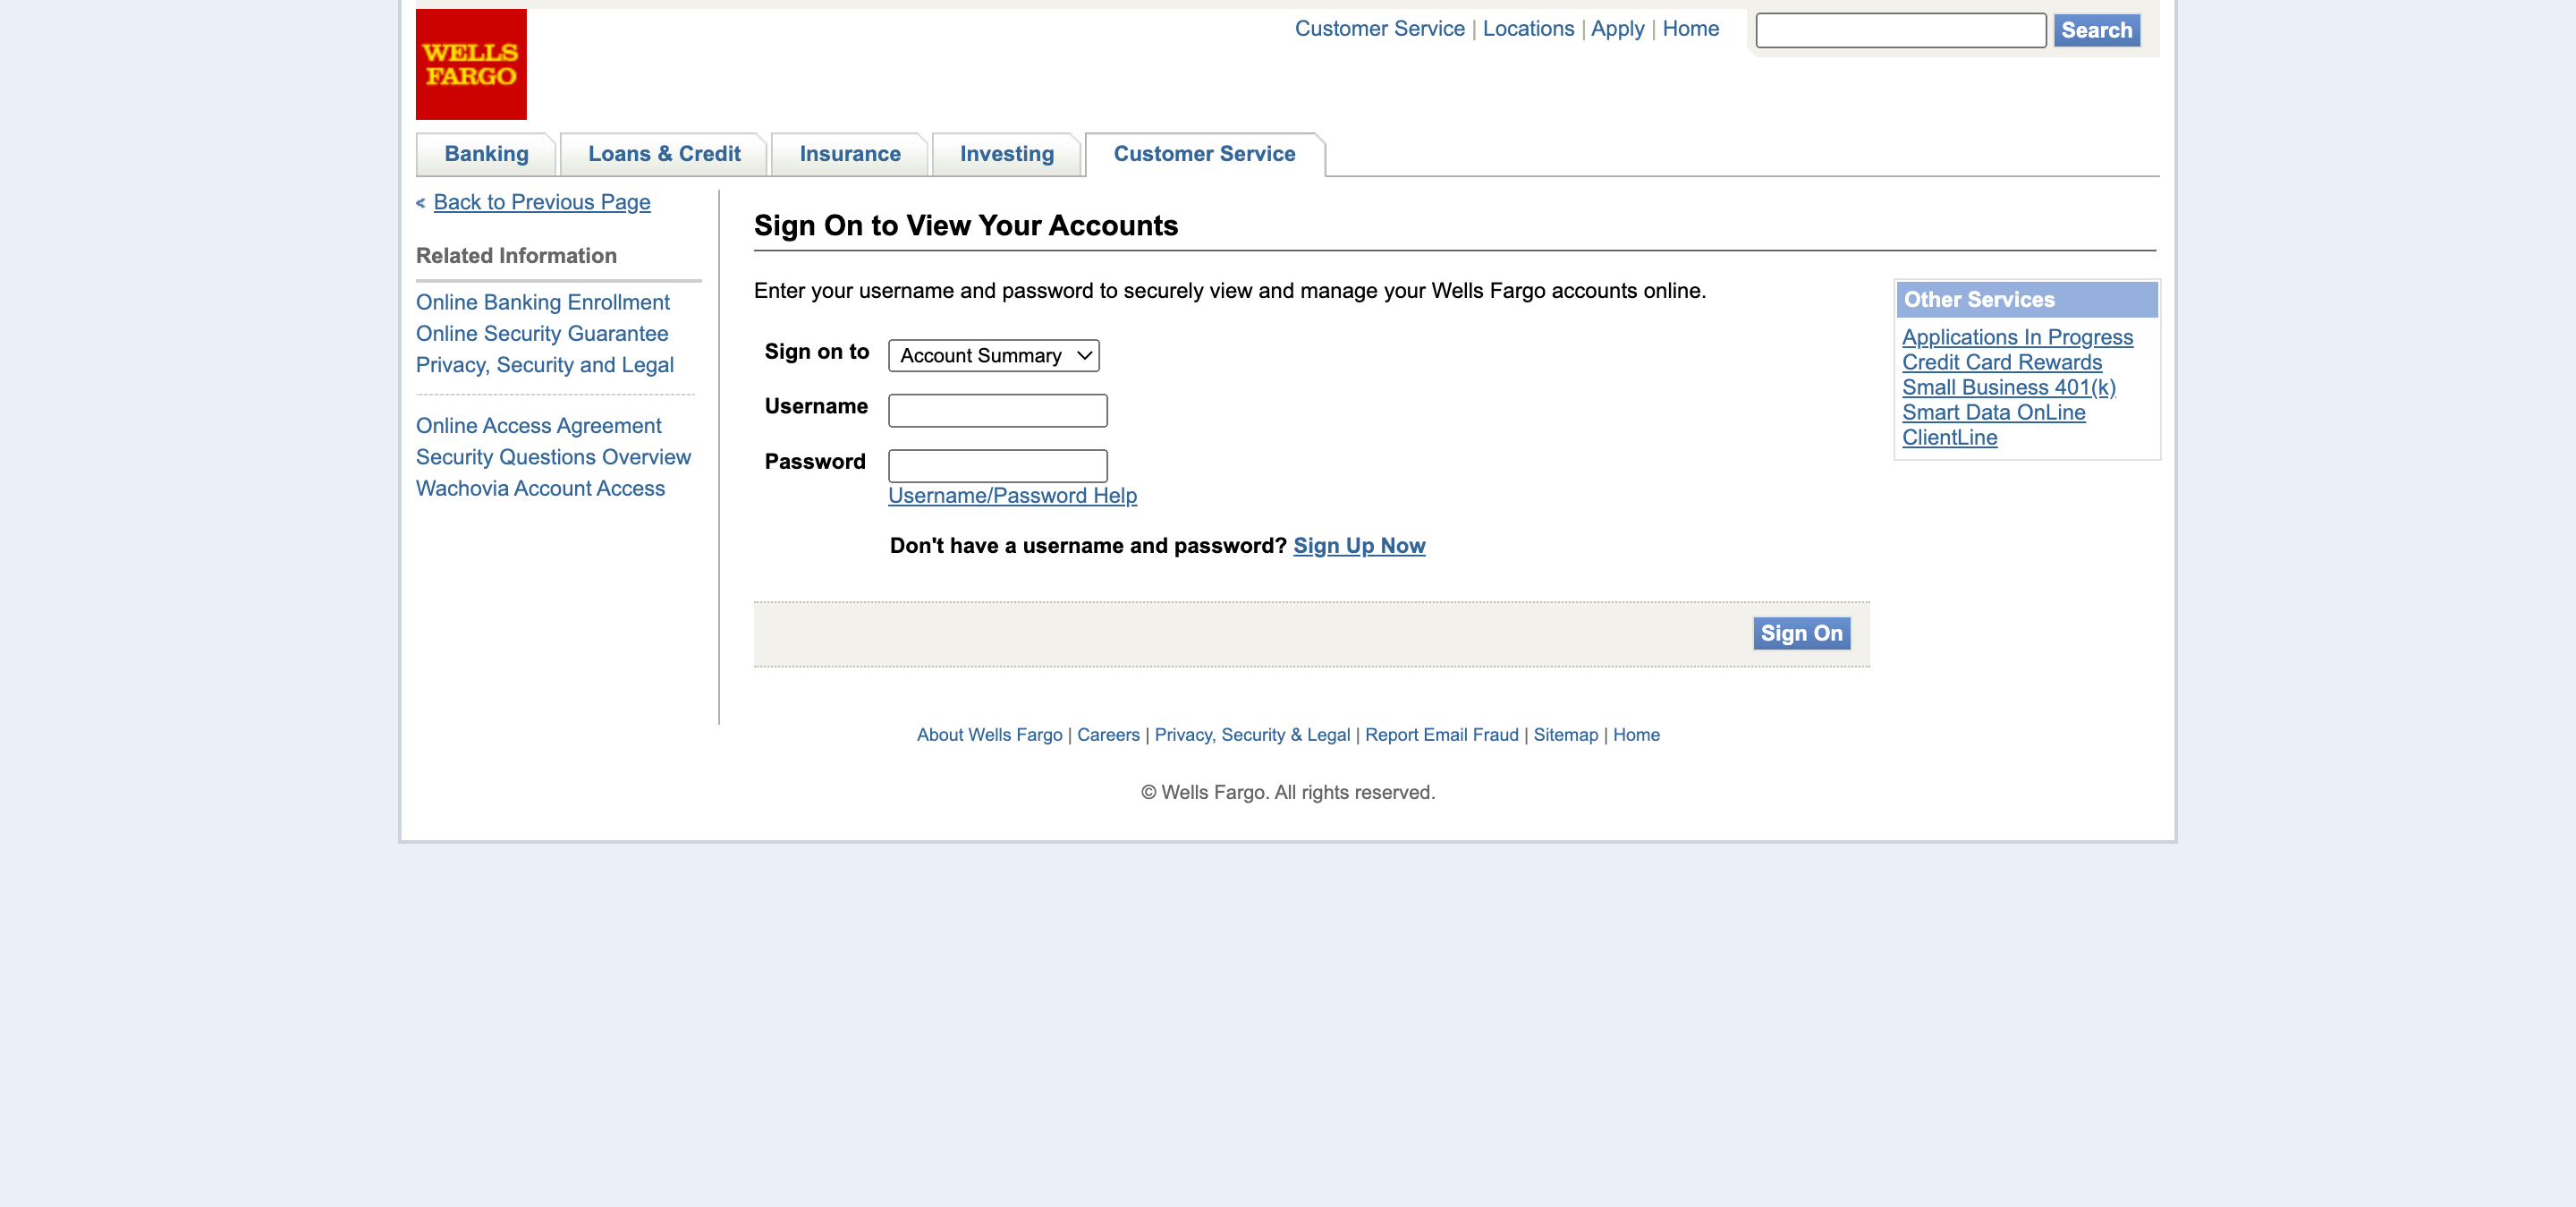 WELLS
FARGO
Customer Service | Locations | Apply | Home
Search
Banking
Loans & Credit
Insurance
Investing
Customer Service
< Back to Previous Page
Related Information
Online Banking Enrollment
Online Security Guarantee
Privacy, Security and Legal
Online Access Agreement
Security Questions Overview
Wachovia Account Access
Sign On to View Your Accounts
Enter your username and password to securely view and manage your Wells Fargo accounts online.
Sign on to Account Summary
Username
Password
Username/Password Help
Don't have a username and password? Sign Up Now
Sign On
Other Services
Applications In Progress
Credit Card Rewards
Small Business 401(k)
Smart Data OnLine
ClientLine
About Wells Fargo | Careers | Privacy, Security & Legal | Report Email Fraud | Sitemap | Home
© Wells Fargo. All rights reserved.